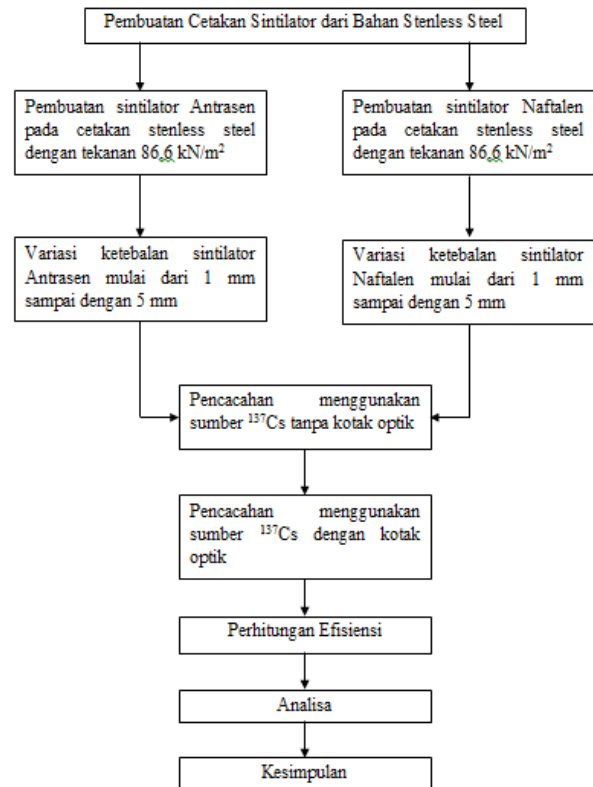 Pembuatan Cetakan Sintilator dari Bahan Stenless Steel
Pembuatan sintilator Antrasen
pada cetakan stenless steel
dengan tekanan 86,6 kN/m²
Pembuatan sintilator Naftalen
pada cetakan stenless steel
dengan tekanan 86,6 kN/m²
Variasi ketebalan sintilator
Antrasen mulai dari 1 mm
sampai dengan 5 mm
Variasi ketebalan sintilator
Naftalen mulai dari 1 mm
sampai dengan 5 mm
Pencacahan menggunakan
sumber ¹³⁷Cs tanpa kotak optik
Pencacahan menggunakan
sumber ¹³⁷Cs dengan kotak
optik
Perhitungan Efisiensi
Analisa
Kesimpulan